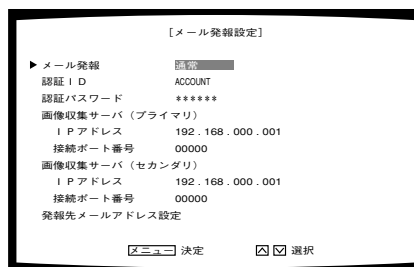 [メール発報設定]
▶ メール発報 通常
認証ID ACCOUNT
認証パスワード ******
画像収集サーバ（プライマリ）
IPアドレス 192.168.000.001
接続ポート番号 00000
画像収集サーバ（セカンダリ）
IPアドレス 192.168.000.001
接続ポート番号 00000
発報先メールアドレス設定
メニュー 決定 へ ∨ 選択